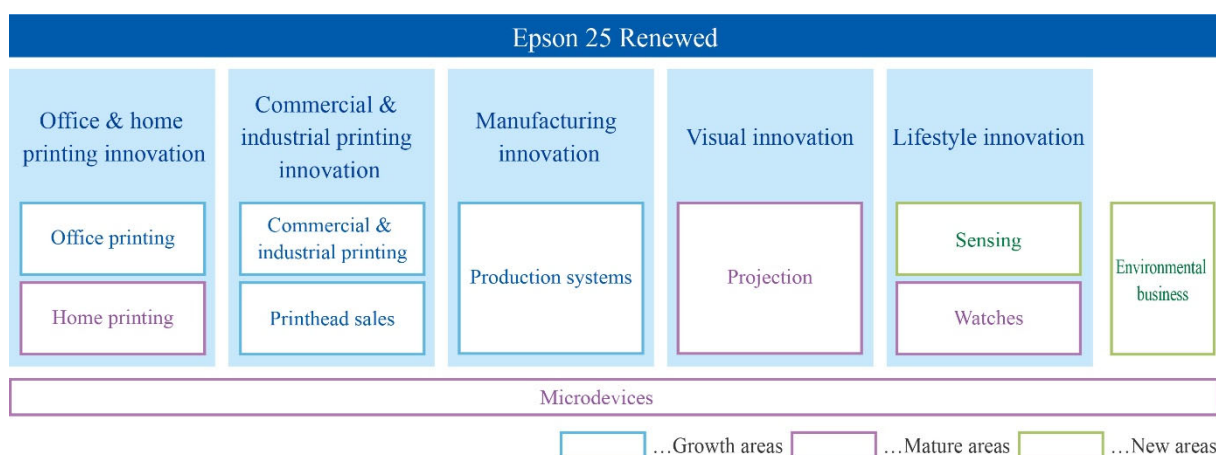 Epson 25 Renewed
Office & home
printing innovation
Commercial &
industrial printing
innovation
Manufacturing
innovation
Visual innovation
Lifestyle innovation
Office printing
Home printing
Commercial &
industrial printing
Printhead sales
Production systems
Projection
Sensing
Watches
Environmental
business
Microdevices
…Growth areas
…Mature areas
…New areas